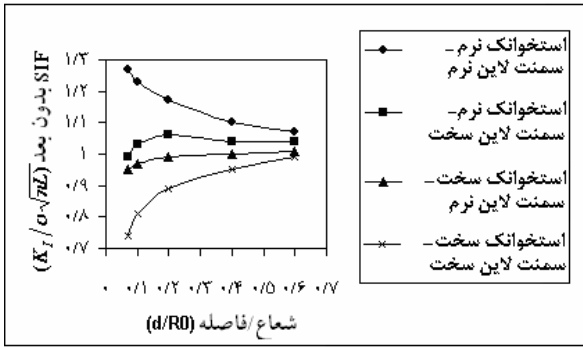 SIF بدون بعد (K_I/σ√πL)
۱/۳
۱/۲
۱/۱
۱
۰/۹
۰/۸
۰/۷
۰ ۰/۱ ۰/۲ ۰/۳ ۰/۴ ۰/۵ ۰/۶ ۰/۷
شعاع/فاصله (d/R0)
استخوانک نرم-
سمنت لاین نرم
استخوانک نرم-
سمنت لاین سخت
استخوانک سخت-
سمنت لاین نرم
استخوانک سخت-
سمنت لاین سخت